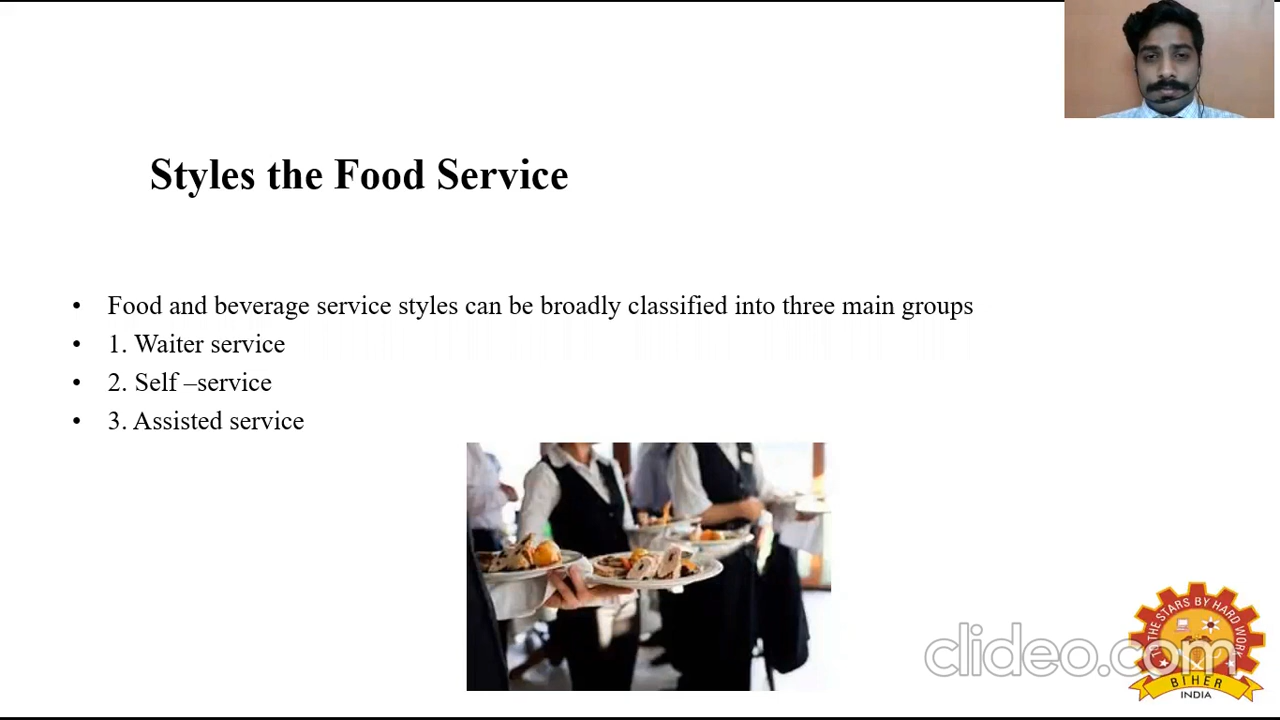 Styles the Food Service
• Food and beverage service styles can be broadly classified into three main groups
• 1. Waiter service
• 2. Self –service
• 3. Assisted service
TO THE STARS BY HARD WORK
clideo.com
BIHER
INDIA